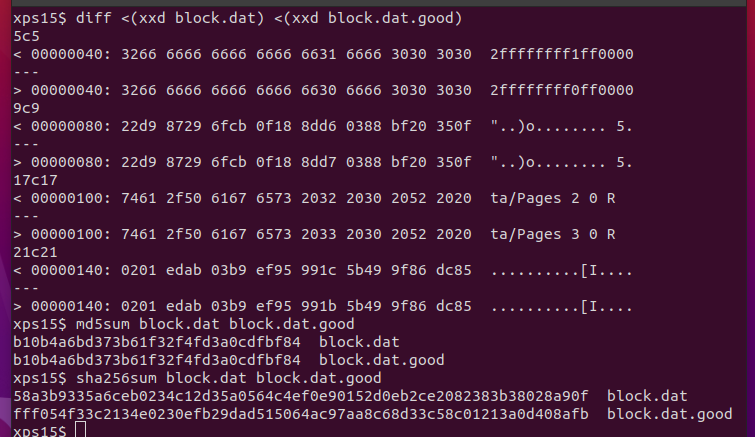 xps15$ diff <(xxd block.dat) <(xxd block.dat.good)
5c5
< 00000040: 3266 6666 6666 6666 6631 6666 3030 3030  2ffffffff1ff0000
---
> 00000040: 3266 6666 6666 6666 6630 6666 3030 3030  2ffffffff0ff0000
9c9
< 00000080: 22d9 8729 6fcb 0f18 8dd6 0388 bf20 350f  "..)o........ 5.
---
> 00000080: 22d9 8729 6fcb 0f18 8dd7 0388 bf20 350f  "..)o........ 5.
17c17
< 00000100: 7461 2f50 6167 6573 2032 2030 2052 2020  ta/Pages 2 0 R
---
> 00000100: 7461 2f50 6167 6573 2033 2030 2052 2020  ta/Pages 3 0 R
21c21
< 00000140: 0201 edab 03b9 ef95 991c 5b49 9f86 dc85  ..........[I....
---
> 00000140: 0201 edab 03b9 ef95 991b 5b49 9f86 dc85  ..........[I....
xps15$ md5sum block.dat block.dat.good
b10b4a6bd373b61f32f4fd3a0cdfbf84  block.dat
b10b4a6bd373b61f32f4fd3a0cdfbf84  block.dat.good
xps15$ sha256sum block.dat block.dat.good
58a3b9335a6ceb0234c12d35a0564c4ef0e90152d0eb2ce2082383b38028a90f  block.dat
fff054f33c2134e0230efb29dad515064ac97aa8c68d33c58c01213a0d408afb  block.dat.good
xps15$